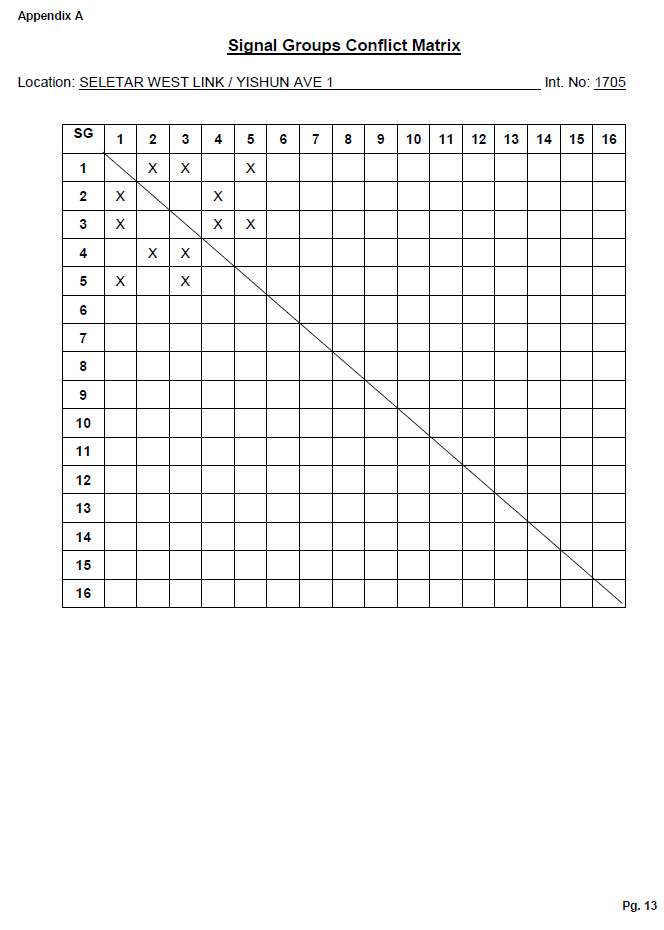 Appendix A
Signal Groups Conflict Matrix
Location: SELETAR WEST LINK / YISHUN AVE 1 Int. No: 1705
SG 1 2 3 4 5 6 7 8 9 10 11 12 13 14 15 16
1 X X X
2 X X
3 X X X
4 X X
5 X X
6
7
8
9
10
11
12
13
14
15
16
Pg. 13